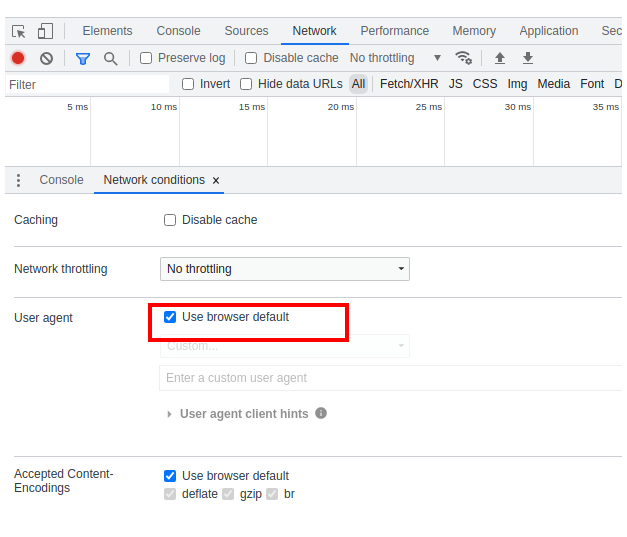 Elements Console Sources Network Performance Memory Application Sec
Preserve log Disable cache No throttling
Filter Invert Hide data URLs All Fetch/XHR JS CSS Img Media Font D
5 ms 10 ms 15 ms 20 ms 25 ms 30 ms 35 ms
Console Network conditions ×
Caching Disable cache
Network throttling No throttling
User agent Use browser default
Custom...
Enter a custom user agent
User agent client hints
Accepted Content- Use browser default
Encodings deflate gzip br